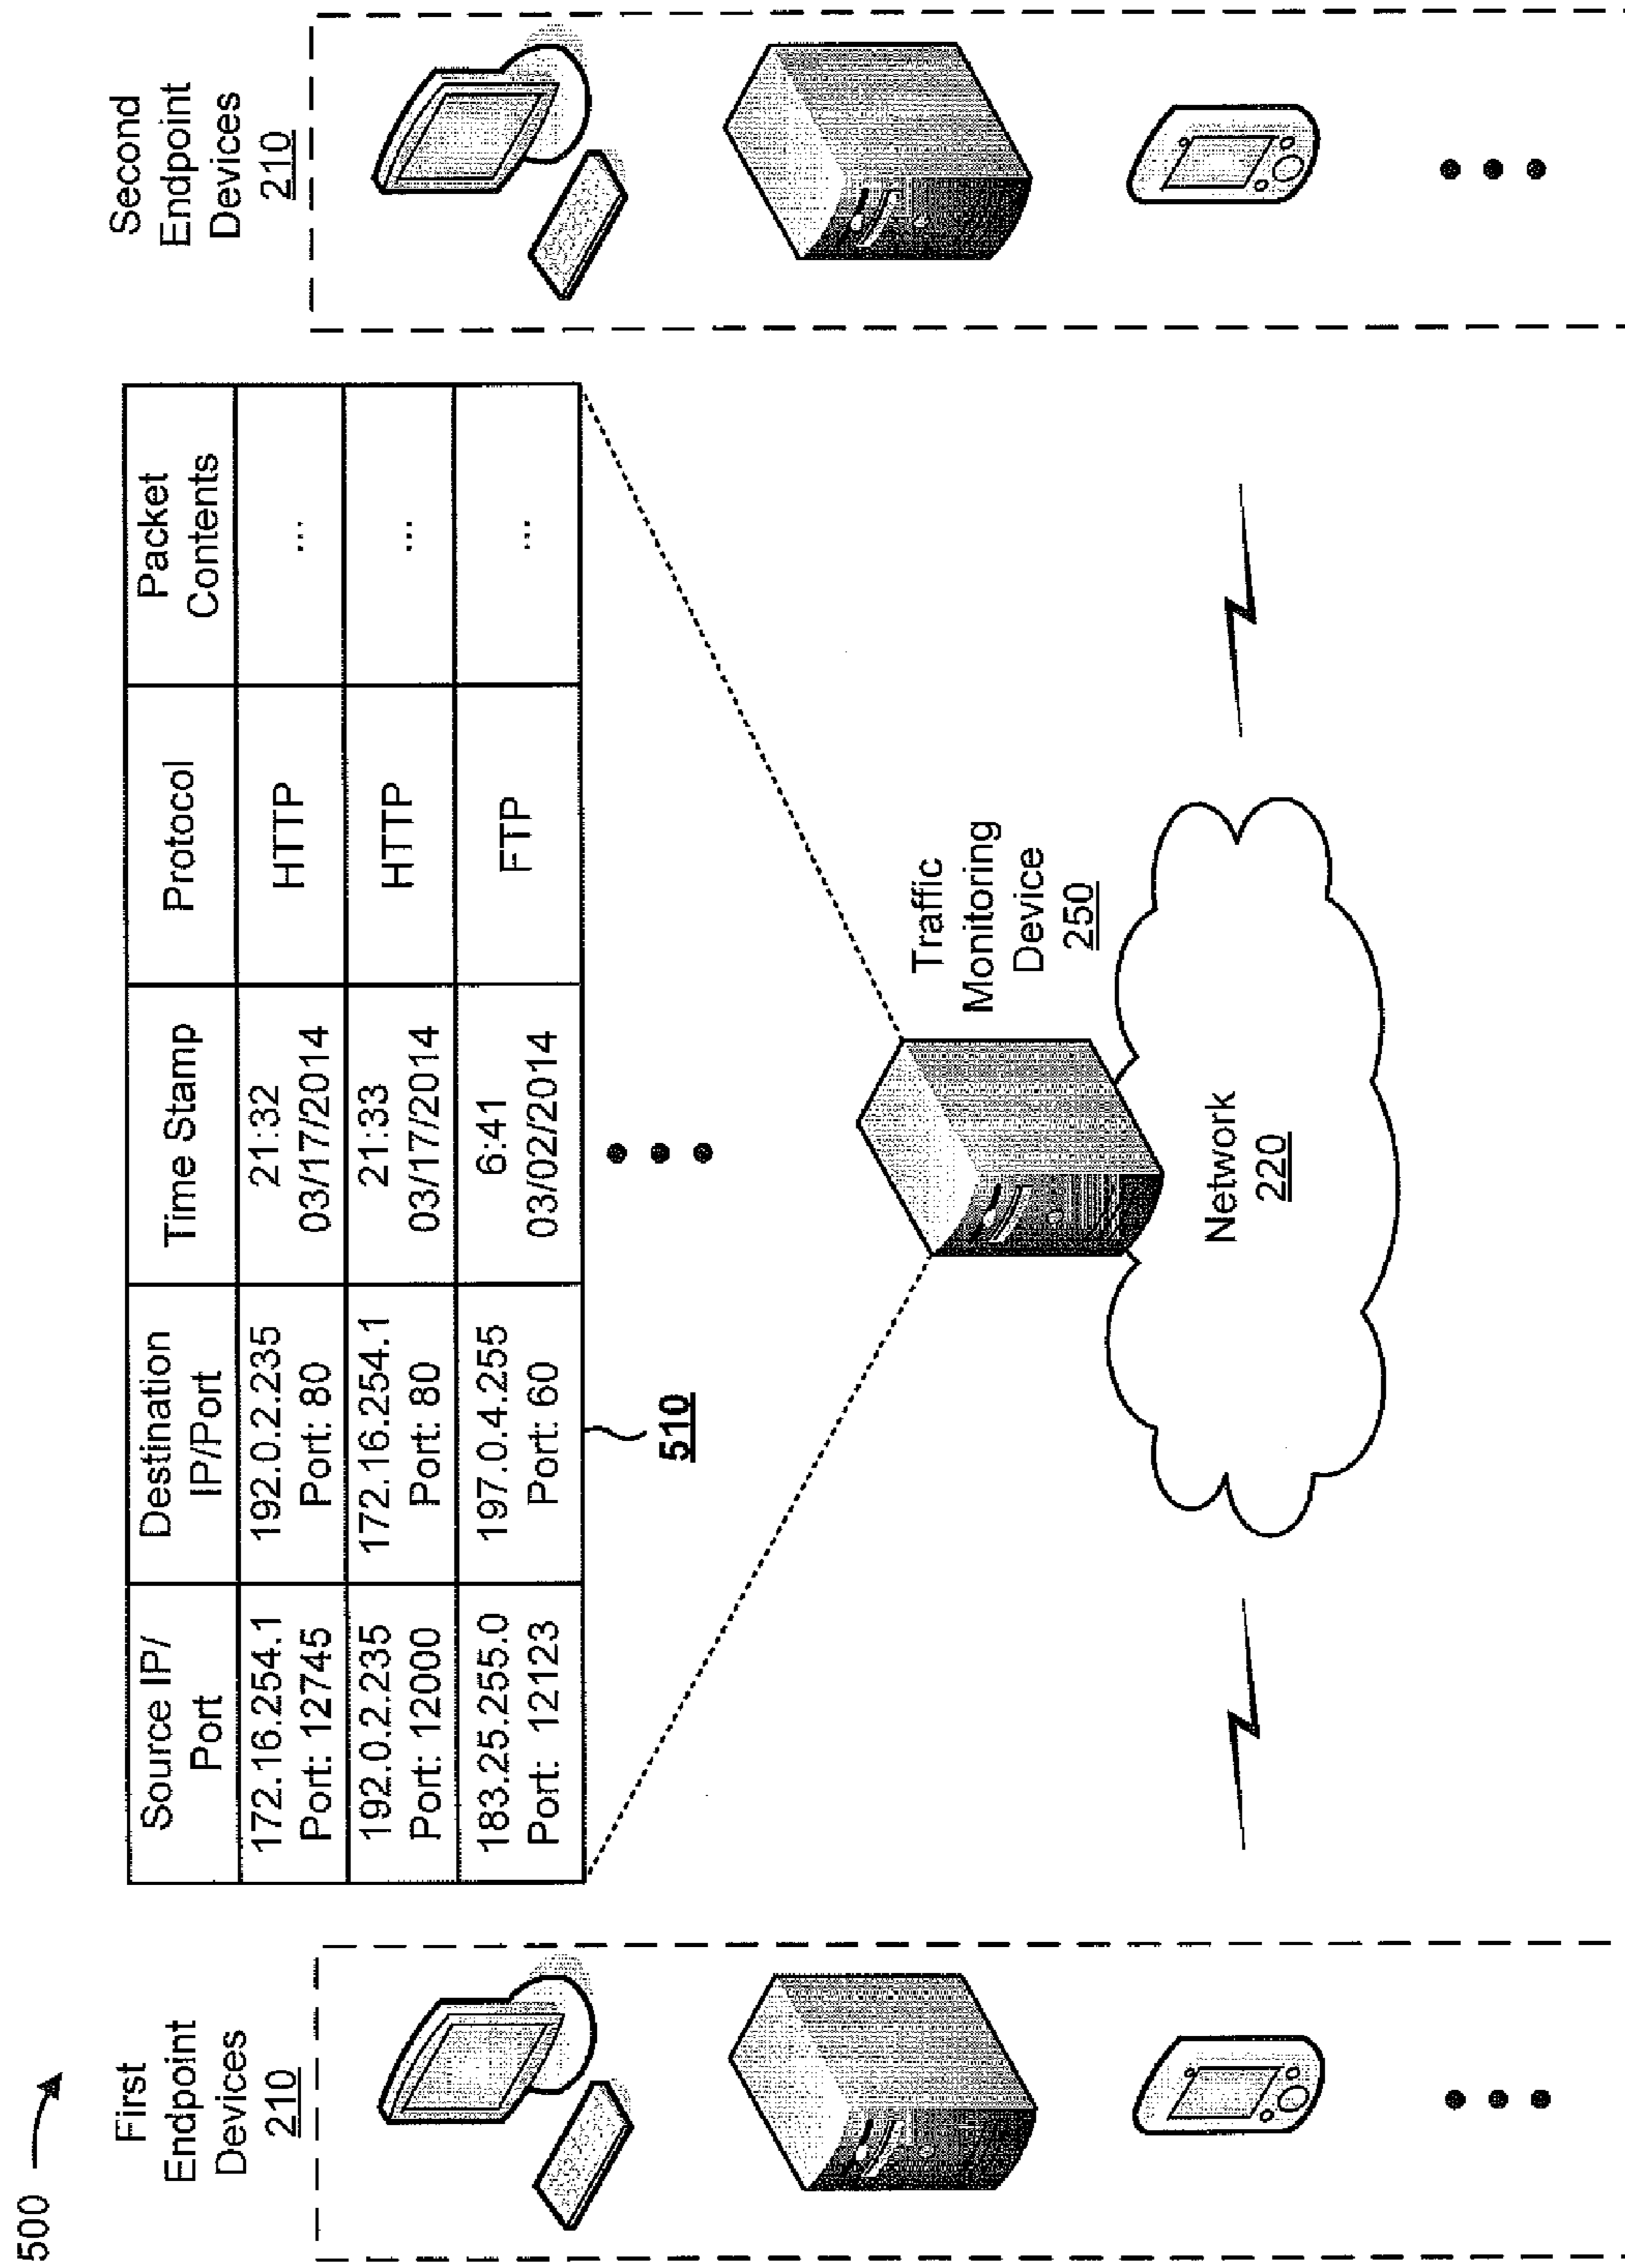 500
First
Endpoint
Devices
210
Source IP/
Port
Destination
IP/Port
Time Stamp
Protocol
Packet
Contents
172.16.254.1
Port: 12745
192.0.2.235
Port: 80
21:32
03/17/2014
HTTP
...
192.0.2.235
Port: 12000
172.16.254.1
Port: 80
21:33
03/17/2014
HTTP
...
183.25.255.0
Port: 12123
197.0.4.255
Port: 60
6:41
03/02/2014
FTP
...
510
Traffic
Monitoring
Device
250
Network
220
Second
Endpoint
Devices
210